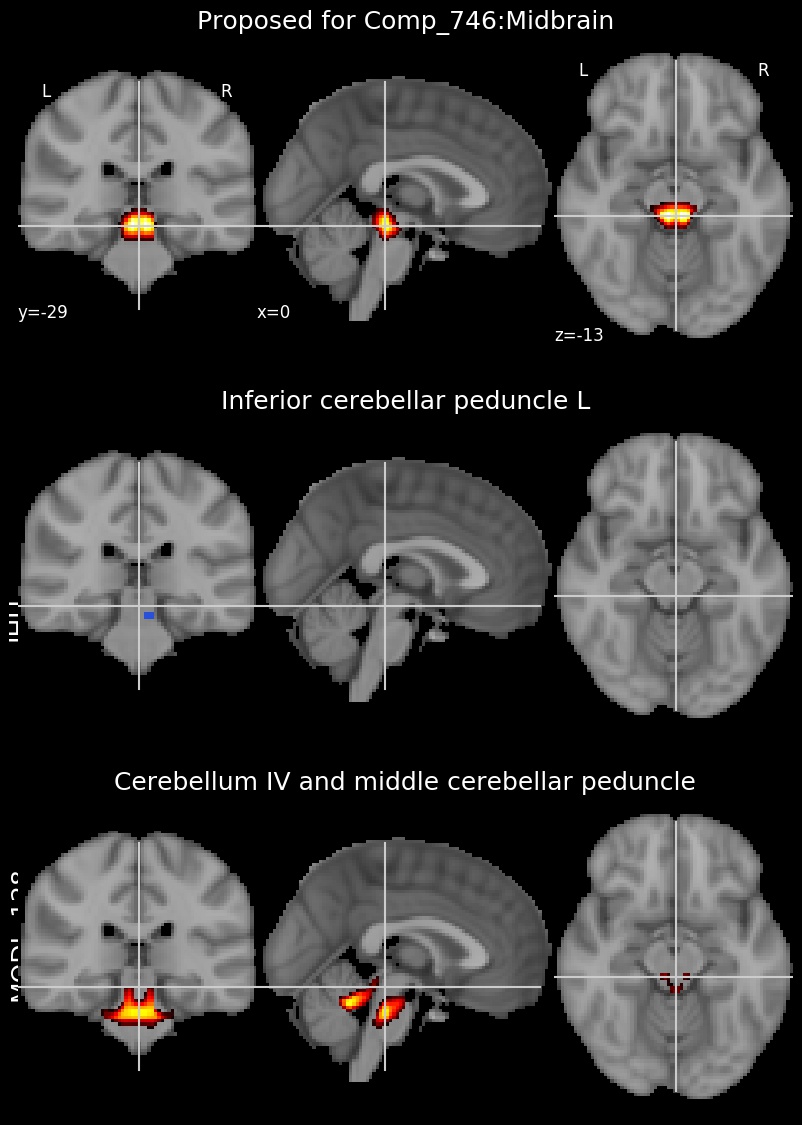 Proposed for Comp_746:Midbrain
L R
L R
y=-29
x=0
z=-13
Inferior cerebellar peduncle L
Cerebellum IV and middle cerebellar peduncle